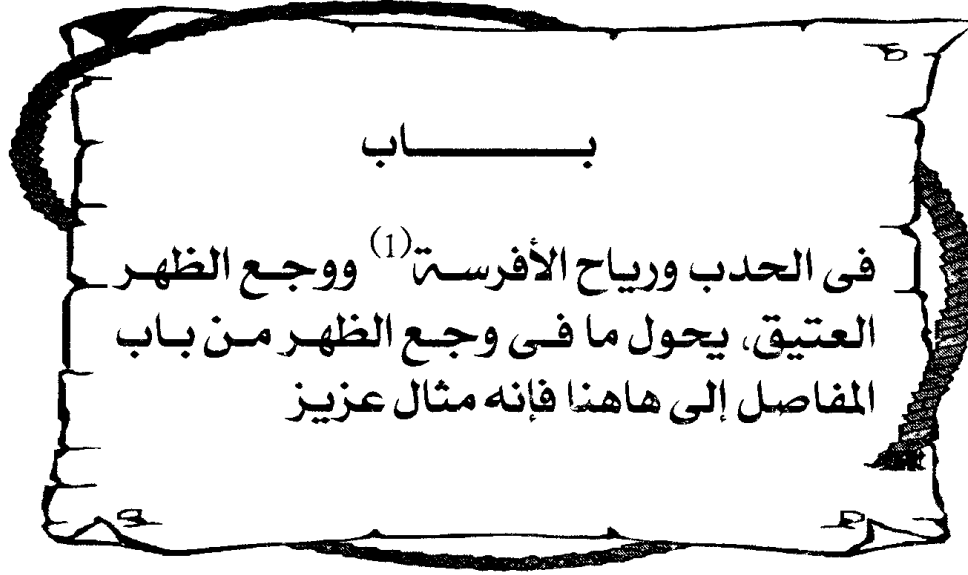 بــــــاب
فى الحدب ورياح الأفرسة(1) ووجع الظهر
العتيق، يحول ما فى وجع الظهر من باب
المفاصل إلى هاهنا فإنه مثال عزيز